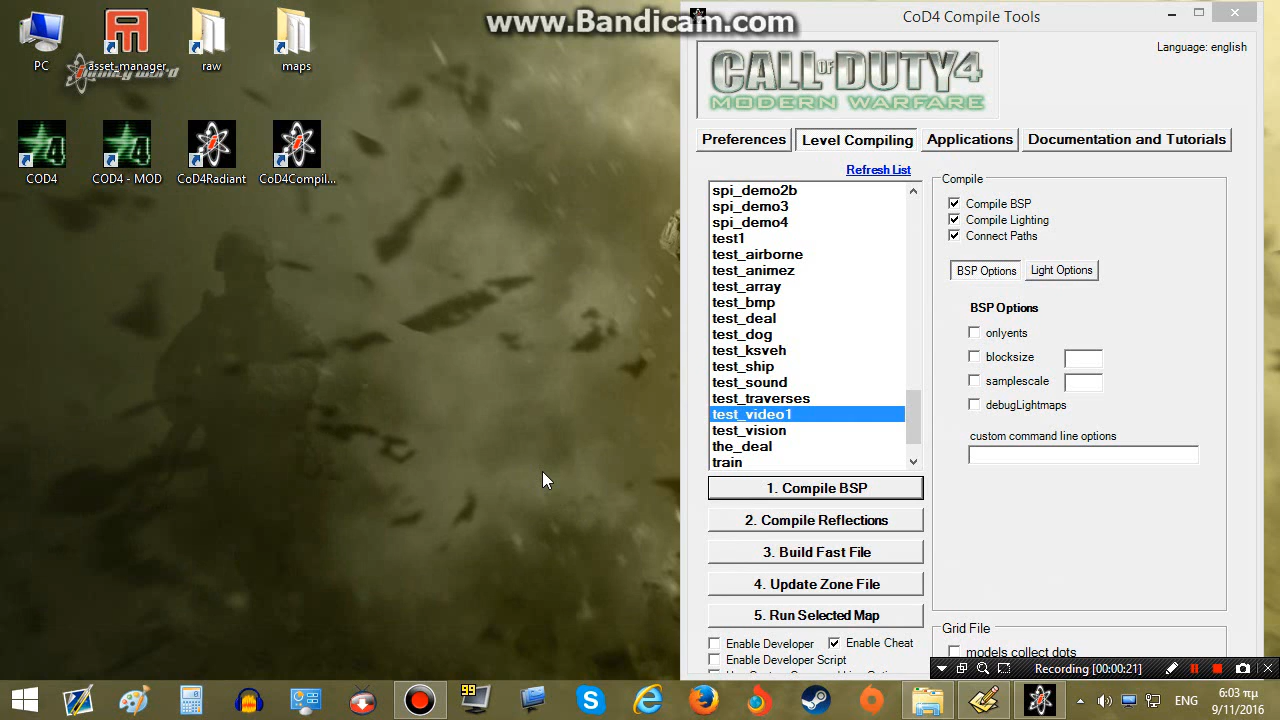 www.Bandicam.com
CoD4 Compile Tools
PC
asset-manager
raw
maps
COD4
COD4 - MOD
CoD4Radiant
CoD4Compil...
Language: english
CALL OF DUTY 4
MODERN WARFARE
Preferences
Level Compiling
Applications
Documentation and Tutorials
Refresh List
spi_demo2b
spi_demo3
spi_demo4
test1
test_airborne
test_animez
test_array
test_bmp
test_deal
test_dog
test_ksveh
test_ship
test_sound
test_traverses
test_video1
test_vision
the_deal
train
1. Compile BSP
2. Compile Reflections
3. Build Fast File
4. Update Zone File
5. Run Selected Map
Enable Developer
Enable Cheat
Enable Developer Script
Compile
Compile BSP
Compile Lighting
Connect Paths
BSP Options
Light Options
BSP Options
onlyents
blocksize
samplescale
debugLightmaps
custom command line options
Grid File
models collect dots
Recording [00:00:21]
99
ΕΝG
6:03 πμ
9/11/2016